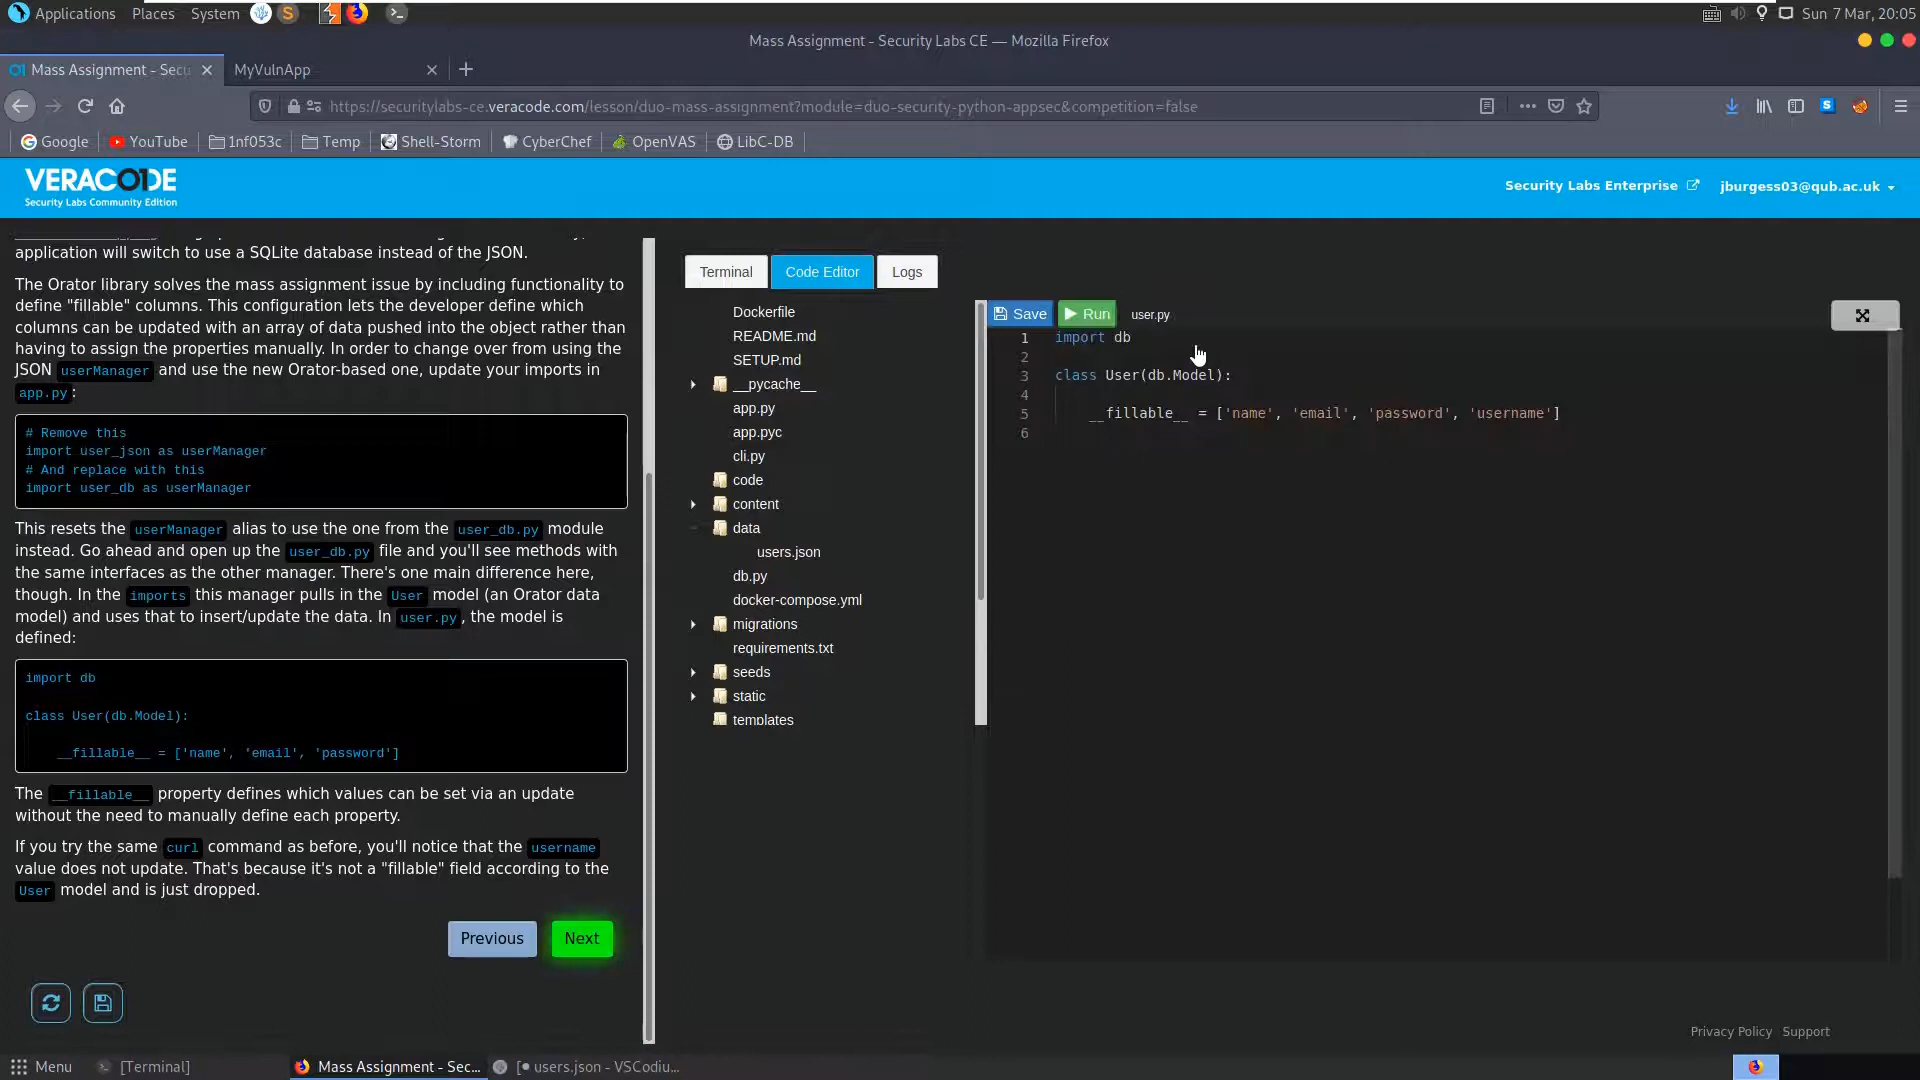 Applications Places System
Sun 7 Mar, 20:05
Mass Assignment - Security Labs CE — Mozilla Firefox
Mass Assignment - Secu
MyVulnApp
https://securitylabs-ce.veracode.com/lesson/duo-mass-assignment?module=duo-security-python-appsec&competition=false
Google YouTube 1nf053c Temp Shell-Storm CyberChef OpenVAS LibC-DB
VERACODE
Security Labs Community Edition
Security Labs Enterprise
jburgess03@qub.ac.uk
application will switch to use a SQLite database instead of the JSON.
The Orator library solves the mass assignment issue by including functionality to
define "fillable" columns. This configuration lets the developer define which
columns can be updated with an array of data pushed into the object rather than
having to assign the properties manually. In order to change over from using the
JSON userManager and use the new Orator-based one, update your imports in
app.py:
# Remove this
import user_json as userManager
# And replace with this
import user_db as userManager
This resets the userManager alias to use the one from the user_db.py module
instead. Go ahead and open up the user_db.py file and you'll see methods with
the same interfaces as the other manager. There's one main difference here,
though. In the imports this manager pulls in the User model (an Orator data
model) and uses that to insert/update the data. In user.py, the model is
defined:
import db
class User(db.Model):
__fillable__ = ['name', 'email', 'password']
The __fillable__ property defines which values can be set via an update
without the need to manually define each property.
If you try the same curl command as before, you'll notice that the username
value does not update. That's because it's not a "fillable" field according to the
User model and is just dropped.
Previous Next
Terminal Code Editor Logs
Dockerfile
README.md
SETUP.md
__pycache__
app.py
app.pyc
cli.py
code
content
data
users.json
db.py
docker-compose.yml
migrations
requirements.txt
seeds
static
templates
Save Run user.py
1 import db
2
3 class User(db.Model):
4
5 __fillable__ = ['name', 'email', 'password', 'username']
6
Privacy Policy Support
Menu [Terminal] Mass Assignment - Sec... [● users.json - VSCodiu...